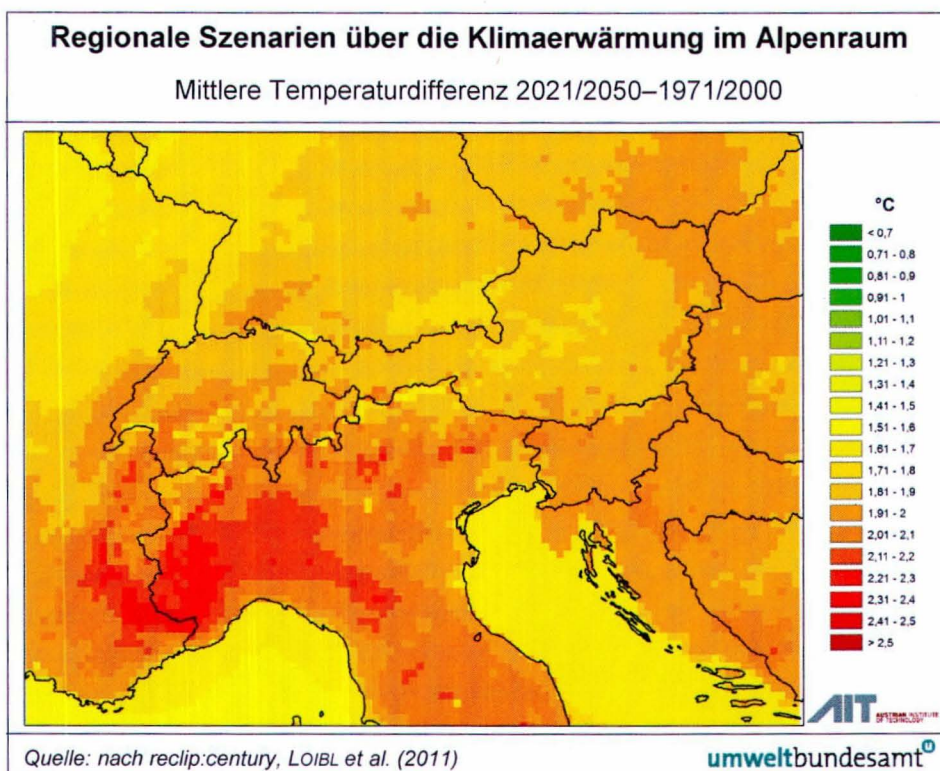 Regionale Szenarien über die Klimaerwärmung im Alpenraum
Mittlere Temperaturdifferenz 2021/2050–1971/2000
°C
< 0,7
0,71 - 0,8
0,81 - 0,9
0,91 - 1
1,01 - 1,1
1,11 - 1,2
1,21 - 1,3
1,31 - 1,4
1,41 - 1,5
1,51 - 1,6
1,61 - 1,7
1,71 - 1,8
1,81 - 1,9
1,91 - 2
2,01 - 2,1
2,11 - 2,2
2,21 - 2,3
2,31 - 2,4
2,41 - 2,5
> 2,5
AIT AUSTRIAN INSTITUTE
OF TECHNOLOGY
Quelle: nach reclip:century, LOIBL et al. (2011)
umweltbundesamt